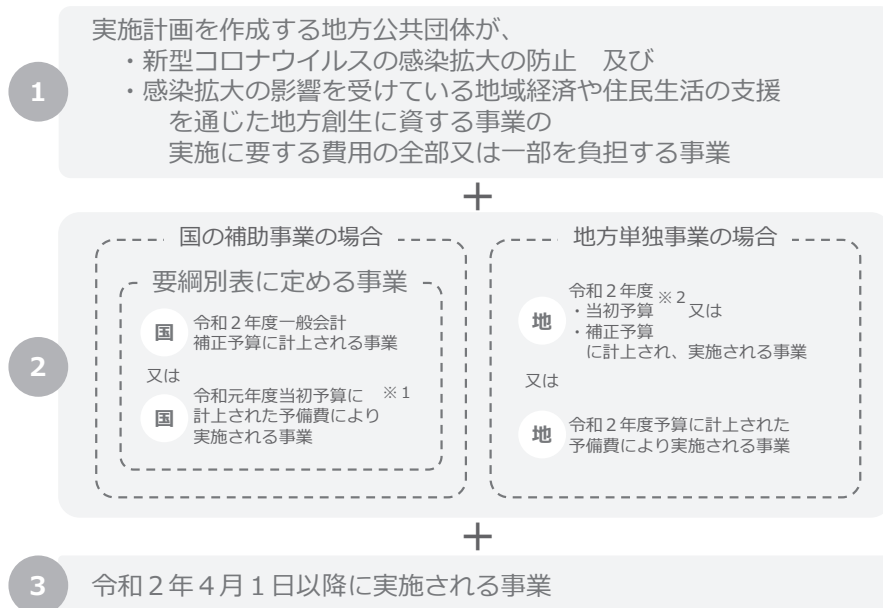 1
実施計画を作成する地方公共団体が、
・新型コロナウイルスの感染拡大の防止　及び
・感染拡大の影響を受けている地域経済や住民生活の支援
を通じた地方創生に資する事業の
実施に要する費用の全部又は一部を負担する事業
＋
2
国の補助事業の場合
要綱別表に定める事業
国
令和２年度一般会計
補正予算に計上される事業
又は
国
令和元年度当初予算に ※１
計上された予備費により
実施される事業
地方単独事業の場合
地
令和２年度
・当初予算 ※２ 又は
・補正予算
に計上され、実施される事業
又は
地
令和２年度予算に計上された
予備費により実施される事業
＋
3
令和２年４月１日以降に実施される事業